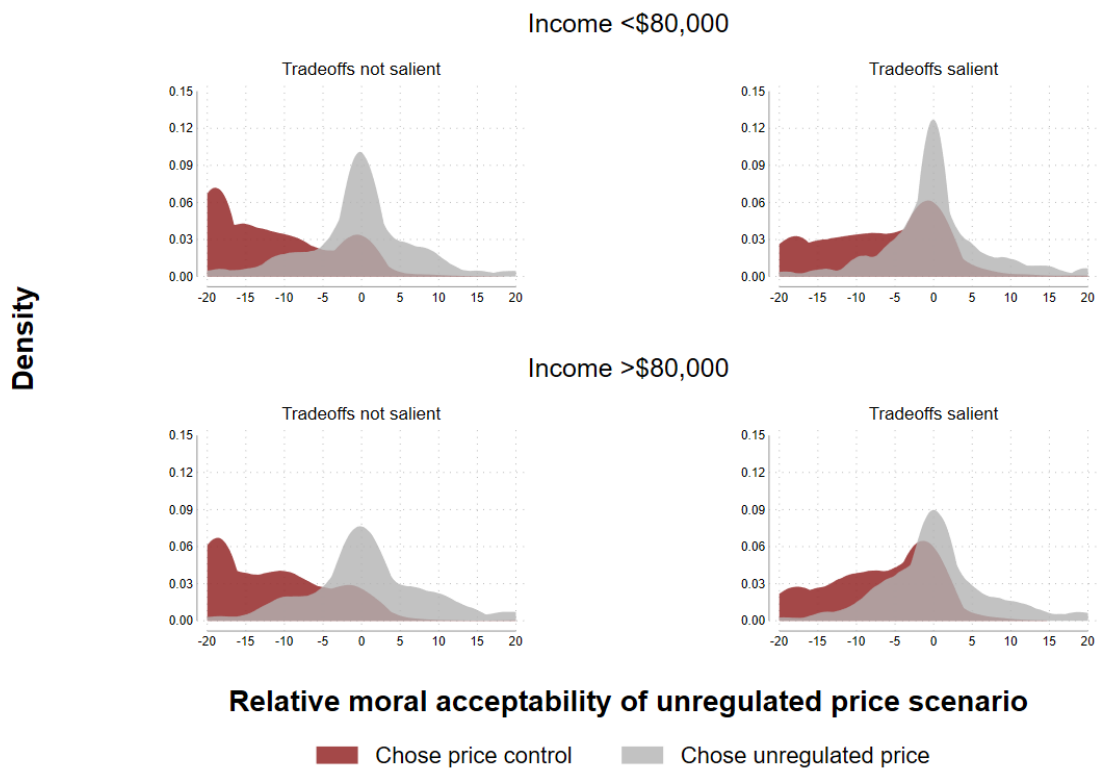 Income <$80,000
Tradeoffs not salient
0.15
0.12
0.09
0.06
0.03
0.00
-20 -15 -10 -5 0 5 10 15 20
Tradeoffs salient
0.15
0.12
0.09
0.06
0.03
0.00
-20 -15 -10 -5 0 5 10 15 20
Density
Income >$80,000
Tradeoffs not salient
0.15
0.12
0.09
0.06
0.03
0.00
-20 -15 -10 -5 0 5 10 15 20
Tradeoffs salient
0.15
0.12
0.09
0.06
0.03
0.00
-20 -15 -10 -5 0 5 10 15 20
Relative moral acceptability of unregulated price scenario
Chose price control
Chose unregulated price